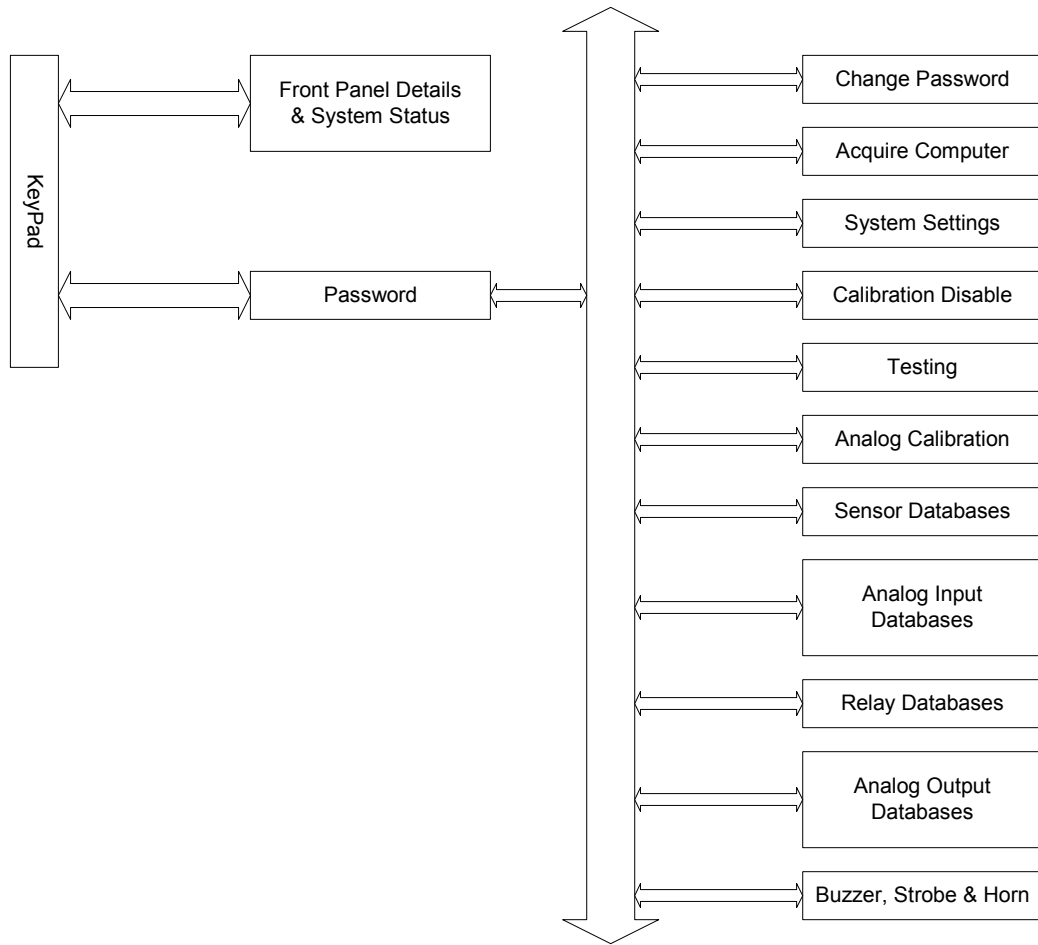 KeyPad
Front Panel Details
& System Status
Password
Change Password
Acquire Computer
System Settings
Calibration Disable
Testing
Analog Calibration
Sensor Databases
Analog Input
Databases
Relay Databases
Analog Output
Databases
Buzzer, Strobe & Horn